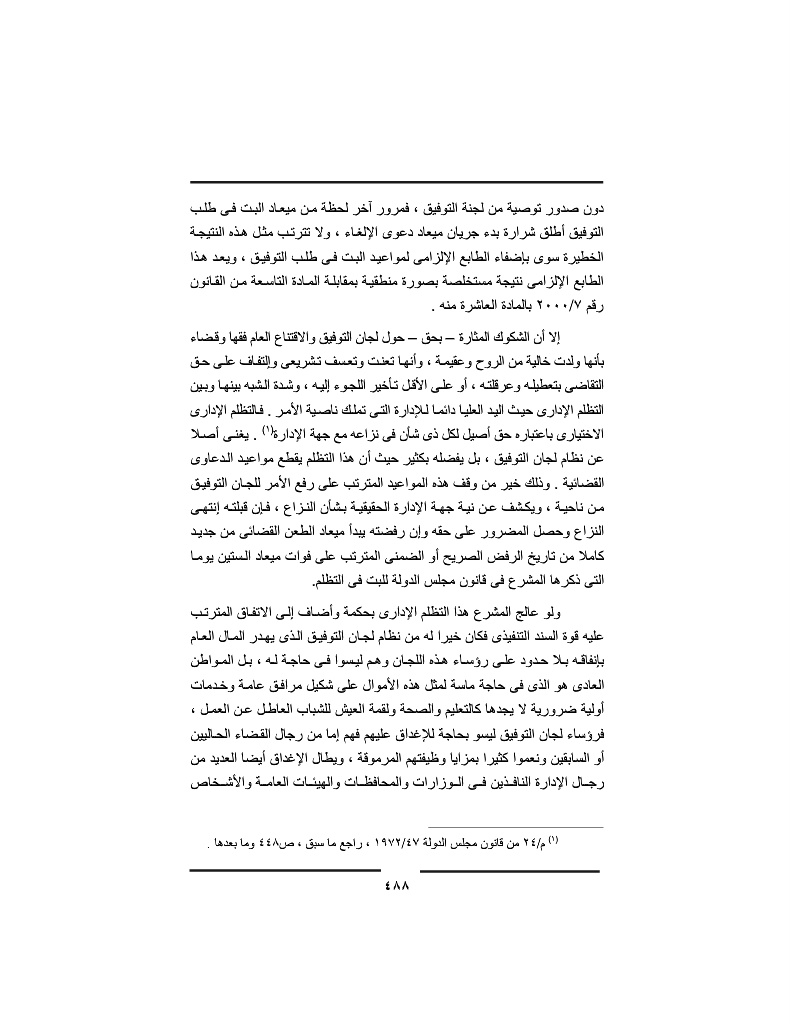 دون صدور توصية من لجنة التوفيق ، فمرور آخر لحظة من ميعاد البت فى طلب
التوفيق أطلق شرارة بدء جريان ميعاد دعوى الإلغاء ، ولا تترتب مثل هذه النتيجة
الخطيرة سوى بإضفاء الطابع الإلزامى لمواعيد البت فى طلب التوفيق ، ويعد هذا
الطابع الإلزامى نتيجة مستخلصة بصورة منطقية بمقابلة المادة التاسعة من القانون
رقم ٢٠٠٠/٧ بالمادة العاشرة منه .
إلا أن الشكوك المثارة – بحق – حول لجان التوفيق والاقتناع العام فقها وقضاء
بأنها ولدت خالية من الروح وعقيمة ، وأنها تعنت وتعسف تشريعى وإلتفاف على حق
التقاضى بتعطيله وعرقلته ، أو على الأقل تأخير اللجوء إليه ، وشدة الشبه بينها وبين
التظلم الإدارى حيث اليد العليا دائما للإدارة التى تملك ناصية الأمر . فالتظلم الإدارى
الاختيارى باعتباره حق أصيل لكل ذى شأن فى نزاعه مع جهة الإدارة(١) . يغنى أصلا
عن نظام لجان التوفيق ، بل يفضله بكثير حيث أن هذا التظلم يقطع مواعيد الدعاوى
القضائية . وذلك خير من وقف هذه المواعيد المترتب على رفع الأمر للجان التوفيق
من ناحية ، ويكشف عن نية جهة الإدارة الحقيقية بشأن النزاع ، فإن قبلته إنتهى
النزاع وحصل المضرور على حقه وإن رفضته يبدأ ميعاد الطعن القضائى من جديد
كاملا من تاريخ الرفض الصريح أو الضمنى المترتب على فوات ميعاد الستين يوما
التى ذكرها المشرع فى قانون مجلس الدولة للبت فى التظلم.
ولو عالج المشرع هذا التظلم الإدارى بحكمة وأضاف إلى الاتفاق المترتب
عليه قوة السند التنفيذى فكان خيرا له من نظام لجان التوفيق الذى يهدر المال العام
بإنفاقه بلا حدود على رؤساء هذه اللجان وهم ليسوا فى حاجة له ، بل المواطن
العادى هو الذى فى حاجة ماسة لمثل هذه الأموال على شكيل مرافق عامة وخدمات
أولية ضرورية لا يجدها كالتعليم والصحة ولقمة العيش للشباب العاطل عن العمل ،
فرؤساء لجان التوفيق ليسو بحاجة للإغداق عليهم فهم إما من رجال القضاء الحاليين
أو السابقين ونعموا كثيرا بمزايا وظيفتهم المرموقة ، ويطال الإغداق أيضا العديد من
رجال الإدارة النافذين فى الوزارات والمحافظات والهيئات العامة والأشخاص
(١) م/٢٤ من قانون مجلس الدولة ١٩٧٢/٤٧ ، راجع ما سبق ، ص٤٤٨ وما بعدها .
٤٨٨